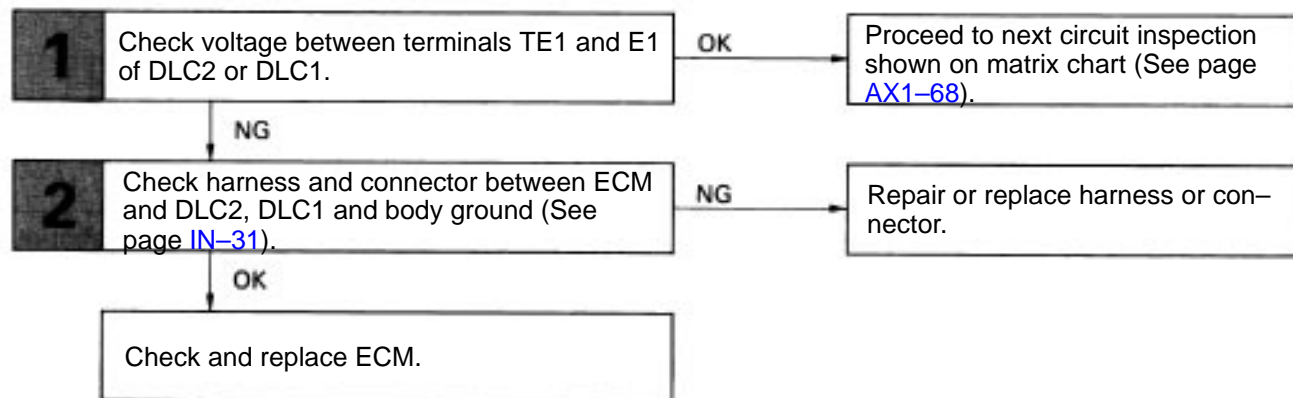 1
Check voltage between terminals TE1 and E1
of DLC2 or DLC1.
OK
Proceed to next circuit inspection
shown on matrix chart (See page
AX1–68).
NG
2
Check harness and connector between ECM
and DLC2, DLC1 and body ground (See
page IN–31).
NG
Repair or replace harness or con–
nector.
OK
Check and replace ECM.